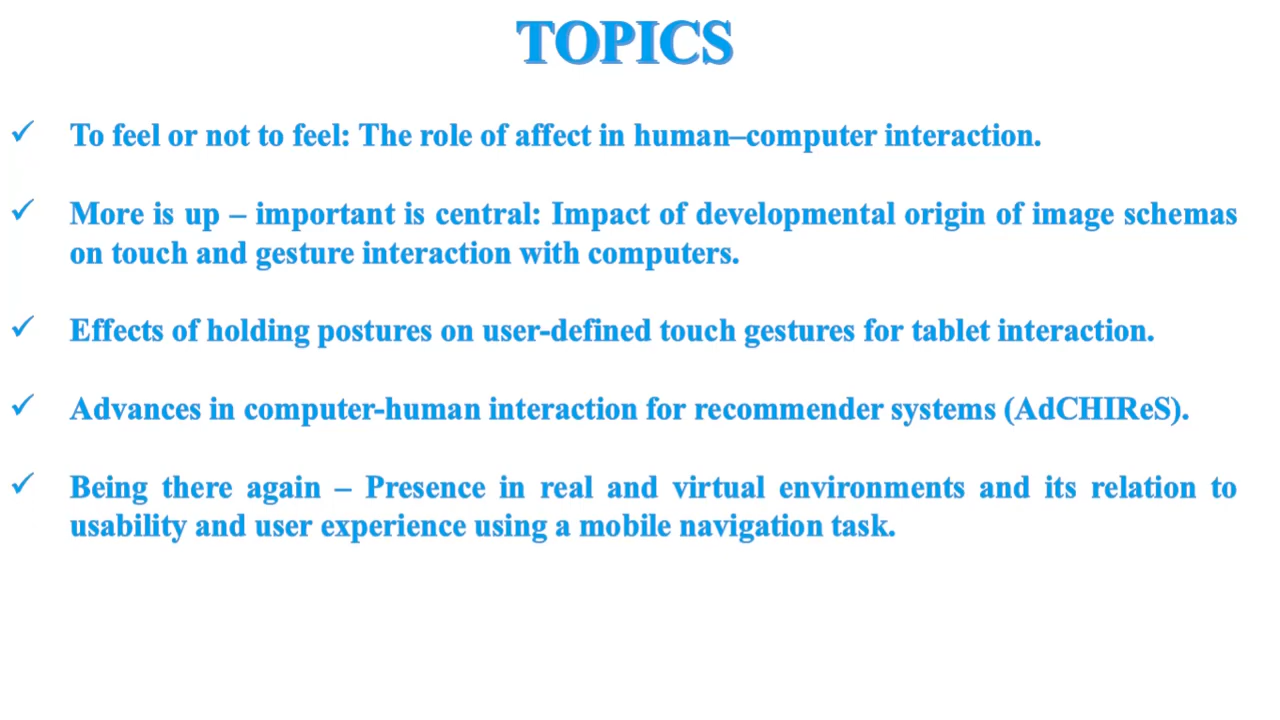 TOPICS
✓ To feel or not to feel: The role of affect in human–computer interaction.
✓ More is up – important is central: Impact of developmental origin of image schemas
on touch and gesture interaction with computers.
✓ Effects of holding postures on user-defined touch gestures for tablet interaction.
✓ Advances in computer-human interaction for recommender systems (AdCHIReS).
✓ Being there again – Presence in real and virtual environments and its relation to
usability and user experience using a mobile navigation task.